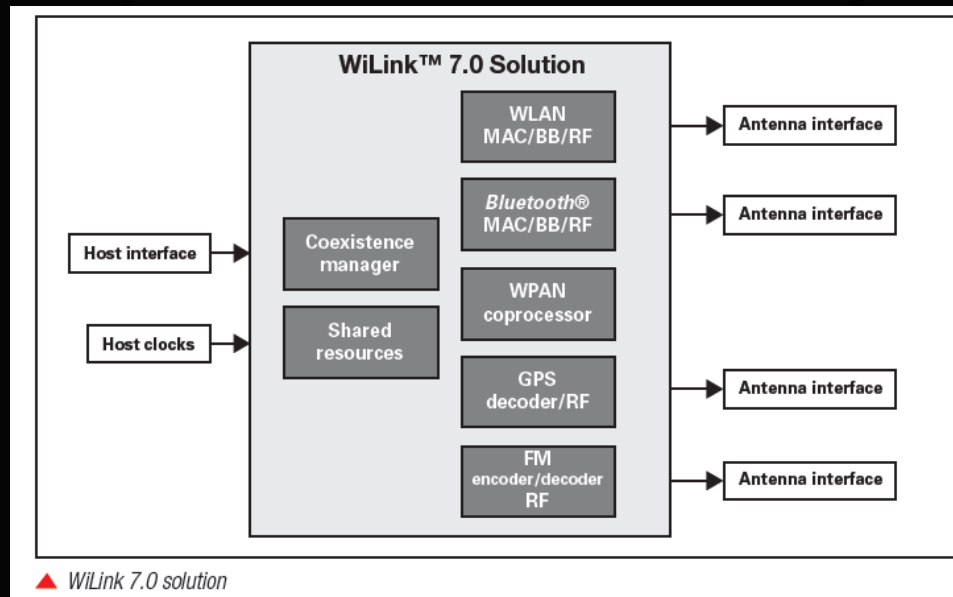 WiLink™ 7.0 Solution
WLAN
MAC/BB/RF
Antenna interface
Bluetooth®
MAC/BB/RF
Antenna interface
Host interface
Coexistence
manager
WPAN
coprocessor
Host clocks
Shared
resources
GPS
decoder/RF
Antenna interface
FM
encoder/decoder
RF
Antenna interface
WiLink 7.0 solution